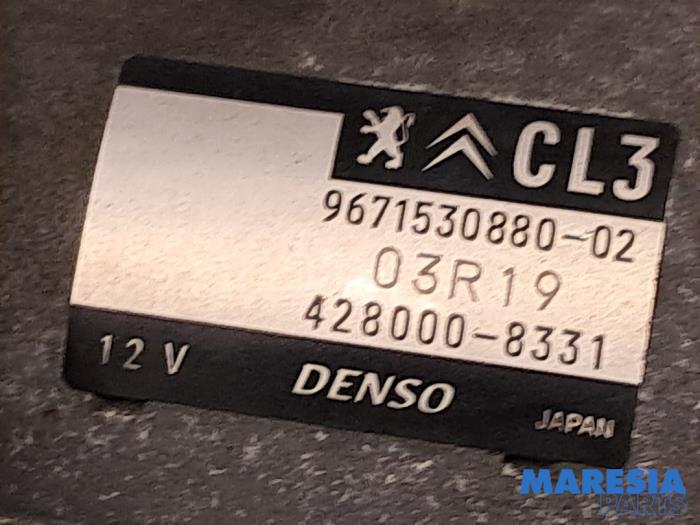 CL3
9671530880-02
03R19
428000-8331
12 V
DENSO
JAPAN
MARESIA
PARTS